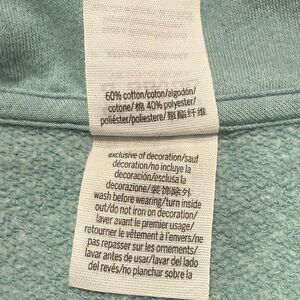 60% cotton/coton/algodón/
cotone/棉 40% polyester/
poliéster/poliestere/聚酯纤维
exclusive of decoration/sauf
décoration/no incluye la
decoración/esclusa la
decorazione/装饰除外
wash before wearing/turn inside
out/do not iron on decoration/
laver avant le premier usage/
retourner le vêtement à l'envers/ne
pas repasser sur les ornements/
lavar antes de usar/lavar del lado
del revés/no planchar sobre la